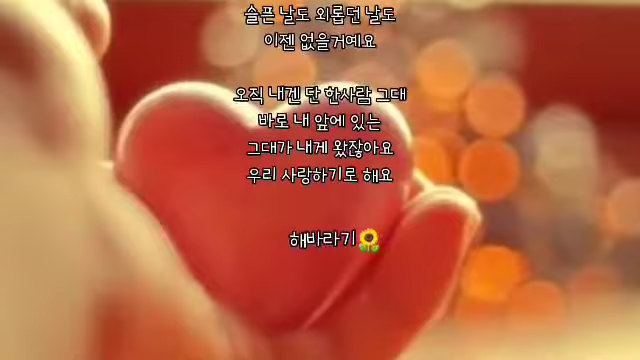 슬픈 날도 외롭던 날도
이젠 없을거예요
오직 내겐 단 한사람 그대
바로 내 앞에 있는
그대가 내게 왔잖아요
우리 사랑하기로 해요
해바라기🌻